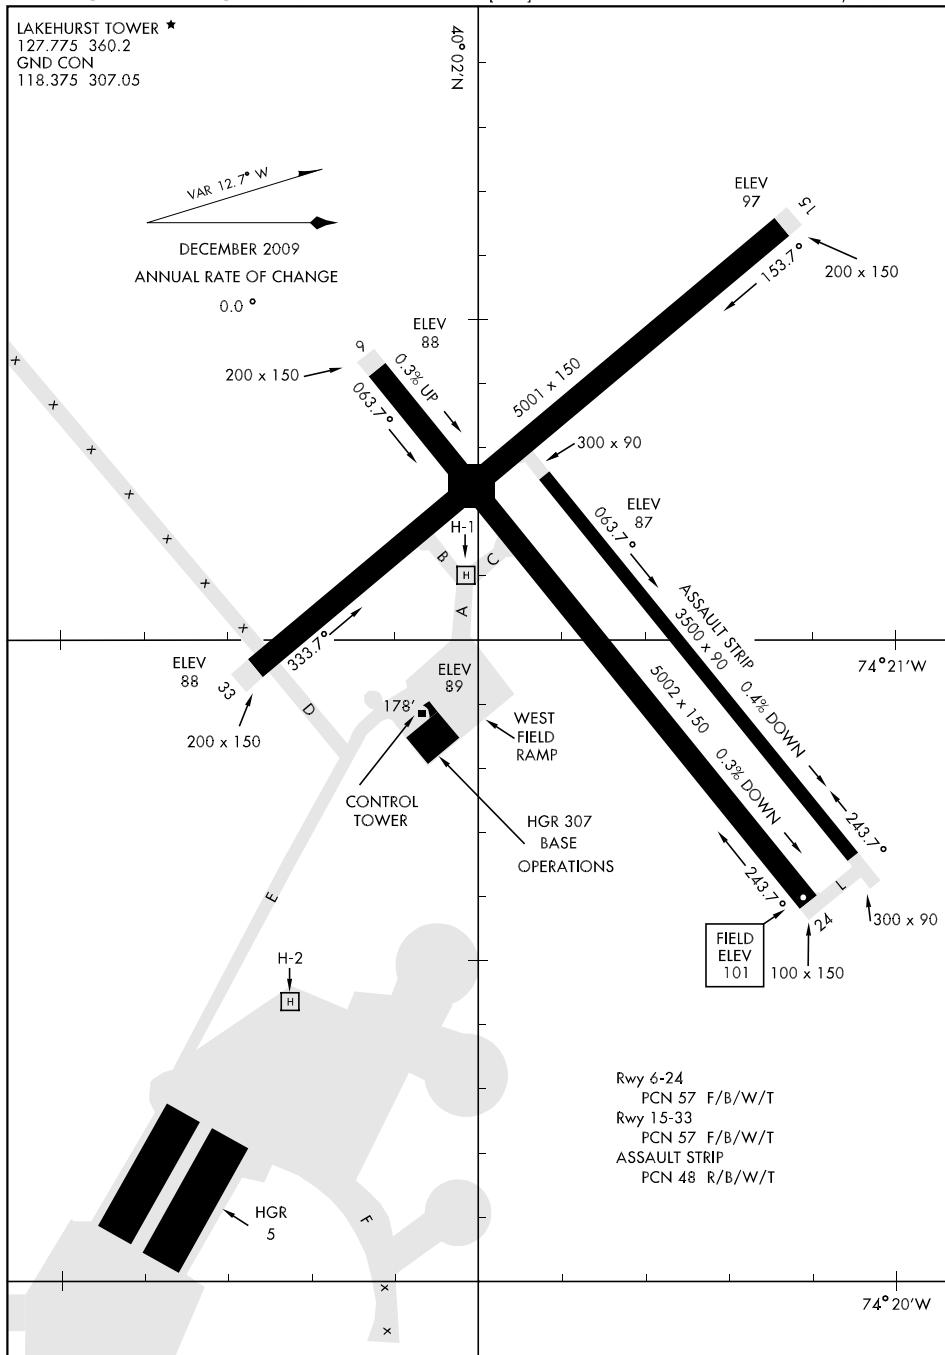 LAKEHURST TOWER ★
127.775 360.2
GND CON
118.375 307.05
40°02'N
VAR 12.7° W
DECEMBER 2009
ANNUAL RATE OF CHANGE
0.0 °
ELEV
97
15
153.7°
200 x 150
ELEV
88
6
0.3% UP
200 x 150
063.7°
5001 x 150
300 x 90
ELEV
87
063.7°
H-1
B
C
H
A
ASSAULT STRIP
3500 x 90
0.4% DOWN
333.7°
ELEV
88
33
200 x 150
D
74°21'W
ELEV
89
178'
WEST
FIELD
RAMP
5002 x 150
0.3% DOWN
CONTROL
TOWER
HGR 307
BASE
OPERATIONS
243.7°
243.7°
L
24
300 x 90
FIELD
ELEV
101
100 x 150
E
H-2
H
Rwy 6-24
PCN 57 F/B/W/T
Rwy 15-33
PCN 57 F/B/W/T
ASSAULT STRIP
PCN 48 R/B/W/T
HGR
5
F
74°20'W
x
x
x
x
x
x
x
x
x